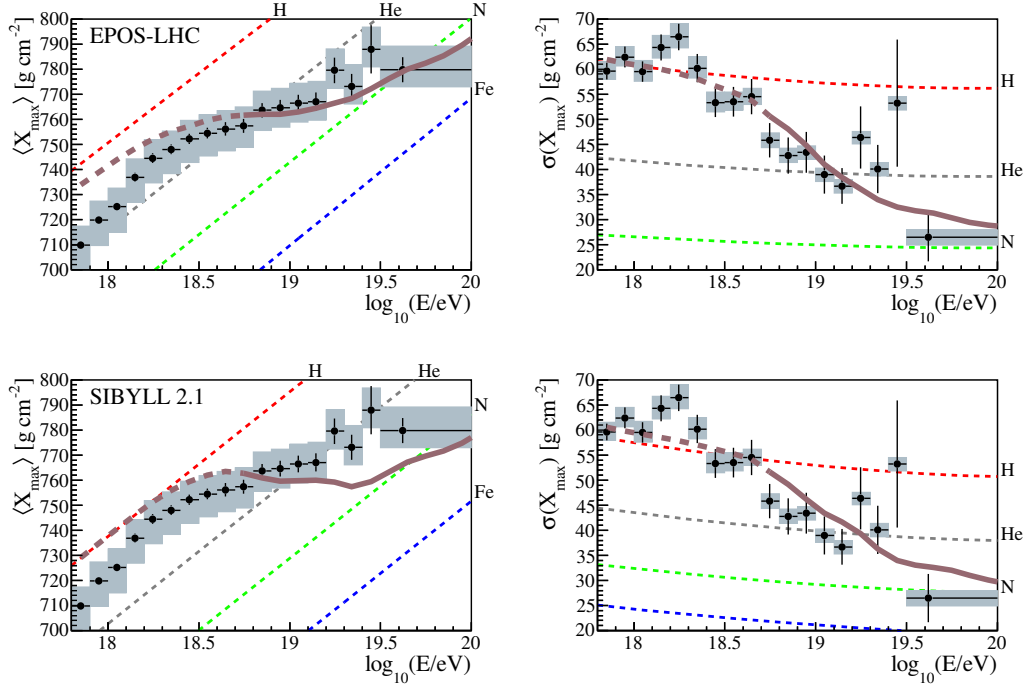 800
790
780
770
760
750
740
730
720
710
700
⟨X_max⟩ [g cm⁻²]
EPOS-LHC
H
He
N
Fe
18
18.5
19
19.5
20
log₁₀(E/eV)
70
65
60
55
50
45
40
35
30
25
20
σ(X_max) [g cm⁻²]
H
He
N
18
18.5
19
19.5
20
log₁₀(E/eV)
800
790
780
770
760
750
740
730
720
710
700
⟨X_max⟩ [g cm⁻²]
SIBYLL 2.1
H
He
N
Fe
18
18.5
19
19.5
20
log₁₀(E/eV)
70
65
60
55
50
45
40
35
30
25
20
σ(X_max) [g cm⁻²]
H
He
N
18
18.5
19
19.5
20
log₁₀(E/eV)